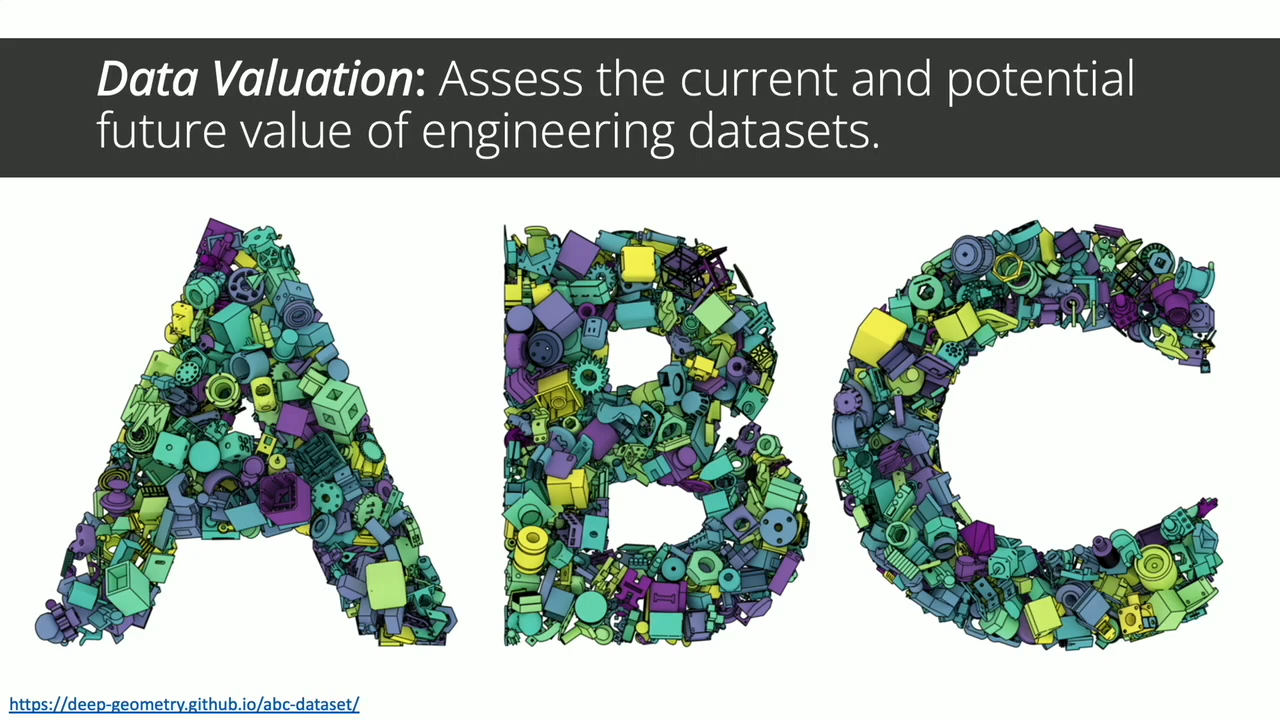 Data Valuation: Assess the current and potential
future value of engineering datasets.
ABC
https://deep-geometry.github.io/abc-dataset/